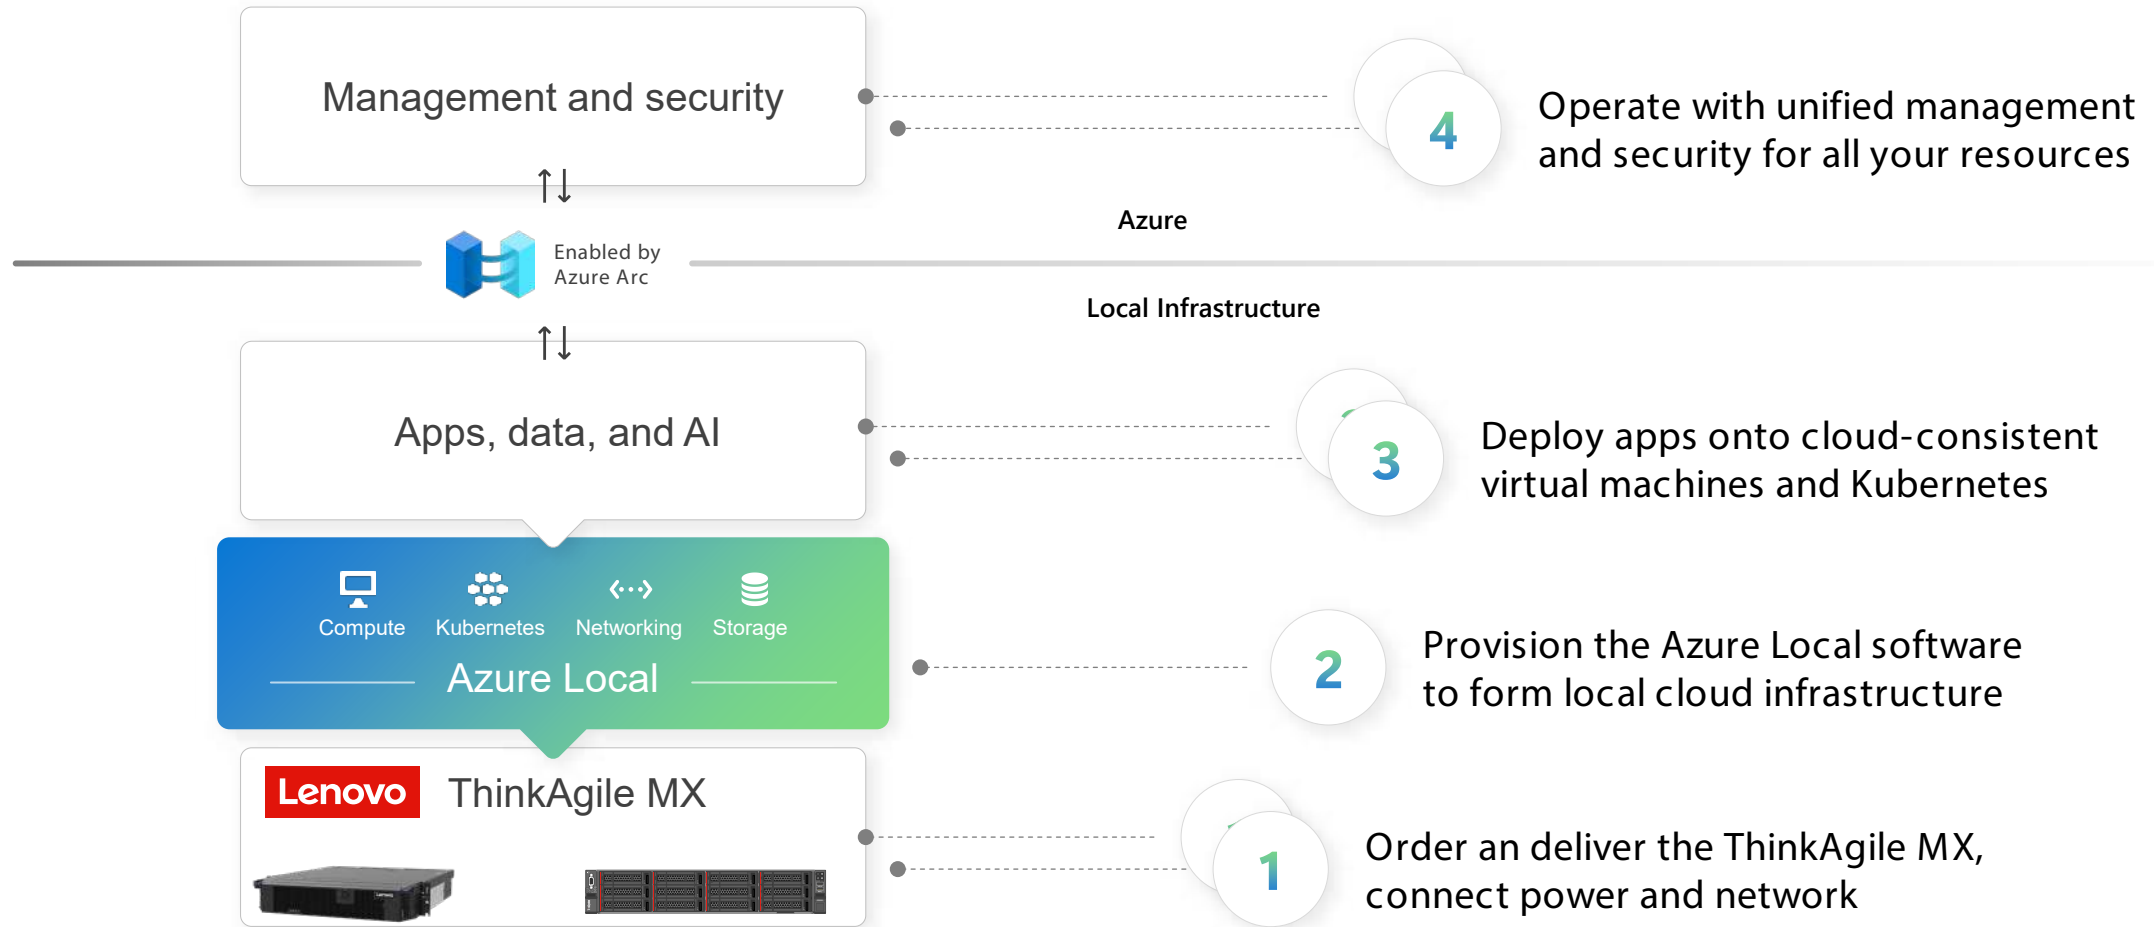 Management and security
4
Operate with unified management
and security for all your resources
Azure
Enabled by
Azure Arc
Local Infrastructure
Apps, data, and AI
3
Deploy apps onto cloud-consistent
virtual machines and Kubernetes
Compute Kubernetes Networking Storage
Azure Local
2
Provision the Azure Local software
to form local cloud infrastructure
Lenovo ThinkAgile MX
1
Order an deliver the ThinkAgile MX,
connect power and network